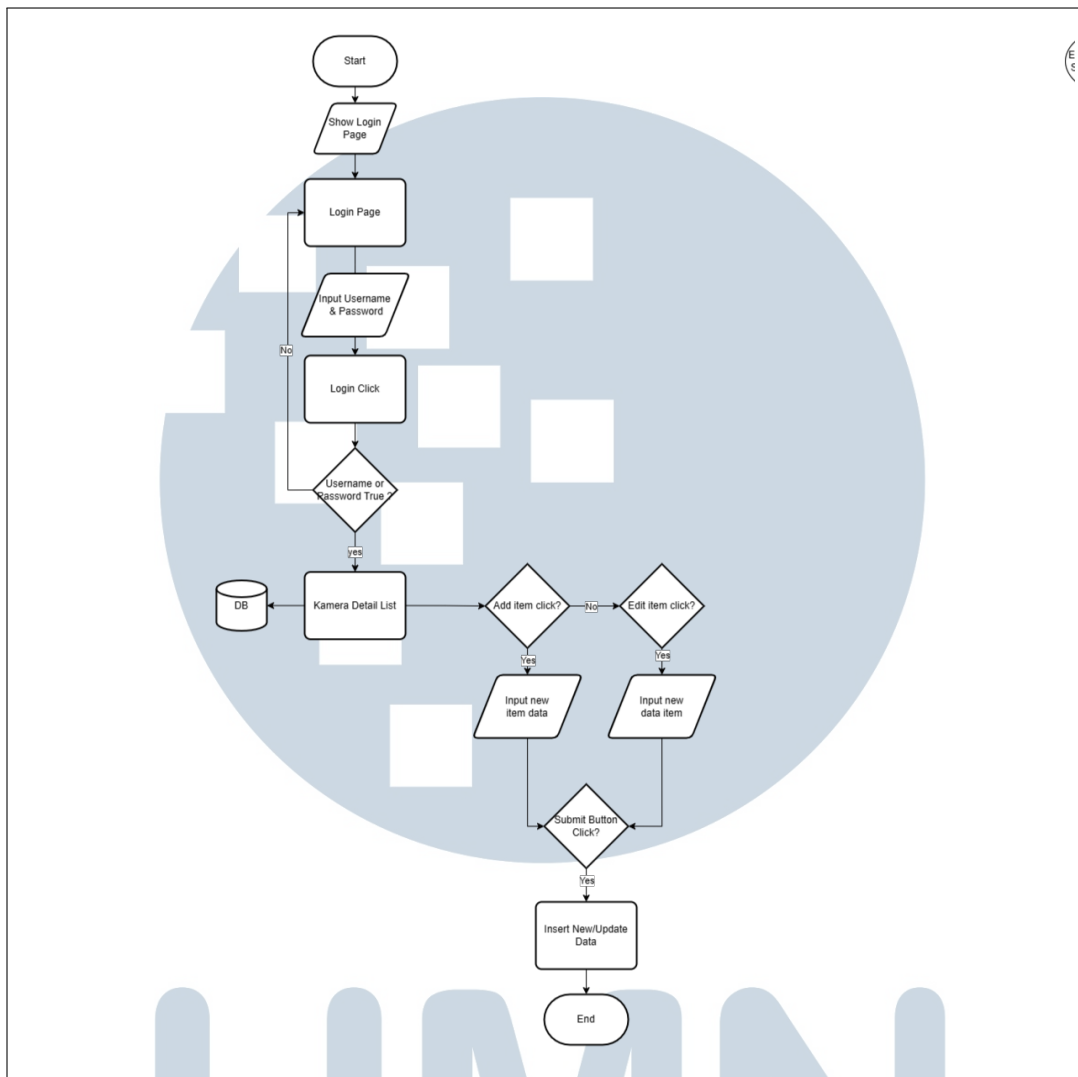 Start
Show Login
Page
Login Page
Input Username
& Password
No
Login Click
Username or
Password True ?
yes
DB
Kamera Detail List
Add item click?
No
Edit item click?
Yes
Yes
Input new
item data
Input new
data item
Submit Button
Click?
Yes
Insert New/Update
Data
End
UMN